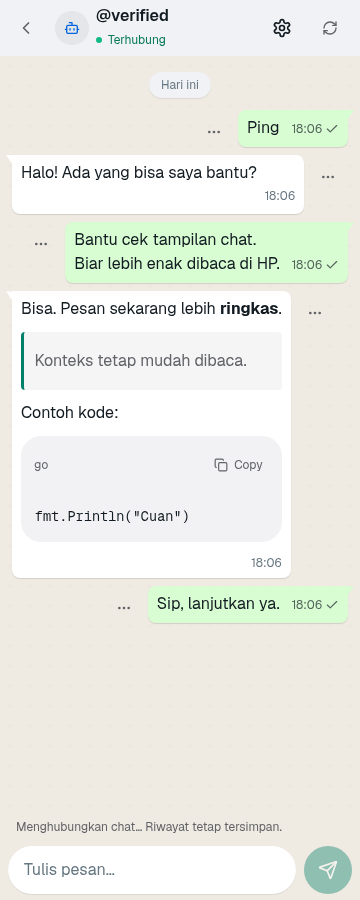 @verified
Terhubung
Hari ini
Ping 18:06
Halo! Ada yang bisa saya bantu?
18:06
Bantu cek tampilan chat.
Biar lebih enak dibaca di HP. 18:06
Bisa. Pesan sekarang lebih ringkas.
Konteks tetap mudah dibaca.
Contoh kode:
go Copy
fmt.Println("Cuan")
18:06
Sip, lanjutkan ya. 18:06
Menghubungkan chat… Riwayat tetap tersimpan.
Tulis pesan…